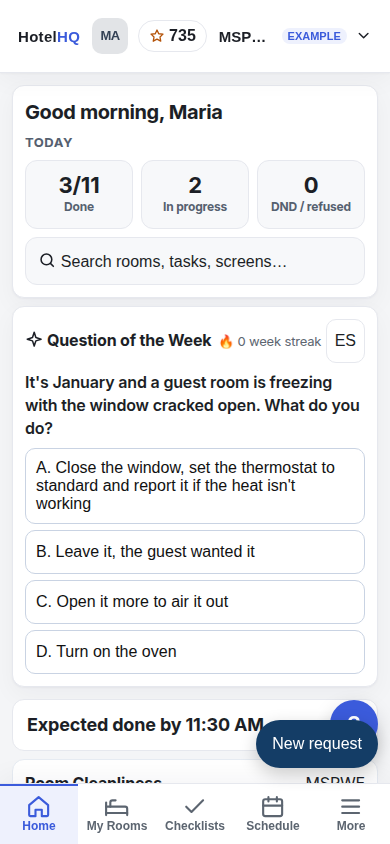 HotelHQ MA 735 MSP... EXAMPLE
Good morning, Maria
TODAY
3/11 2 0
Done In progress DND / refused
Search rooms, tasks, screens…
Question of the Week 🔥 0 week streak ES
It's January and a guest room is freezing
with the window cracked open. What do you
do?
A. Close the window, set the thermostat to
standard and report it if the heat isn't
working
B. Leave it, the guest wanted it
C. Open it more to air it out
D. Turn on the oven
Expected done by 11:30 AM
New request
Room Cleanliness MSPWE
Home My Rooms Checklists Schedule More